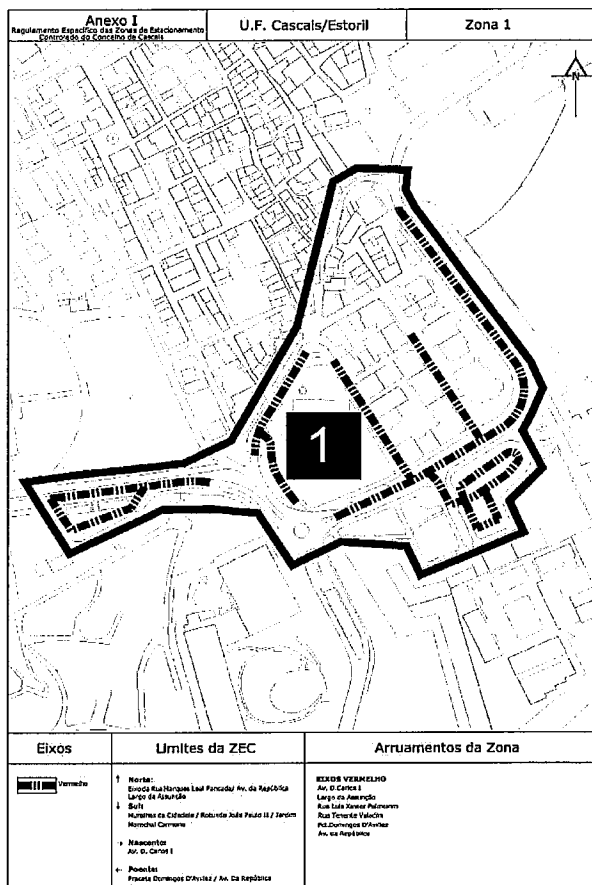 Anexo I
Regulamento Específico das Zonas de Estacionamento
Controlado do Concelho de Cascais
U.F. Cascais/Estoril
Zona 1
N
1
Eixos
Limites da ZEC
Arruamentos da Zona
Vermelho
↑ Norte:
Eixo da Rua Marques Leal Pancada/ Av. da República
Largo da Assunção
↓ Sul:
Muralhas da Cidadela / Rotunda João Paulo II / Jardim
Marechal Carmona
→ Nascente:
Av. D. Carlos I
← Poente:
Praceta Domingos D'Avilez / Av. Da República
EIXOS VERMELHO
Av. D. Carlos I
Largo da Assunção
Rua Luis Xavier Palmeirim
Rua Tenente Valadim
Pct. Domingos D'Avilez
Av. da República